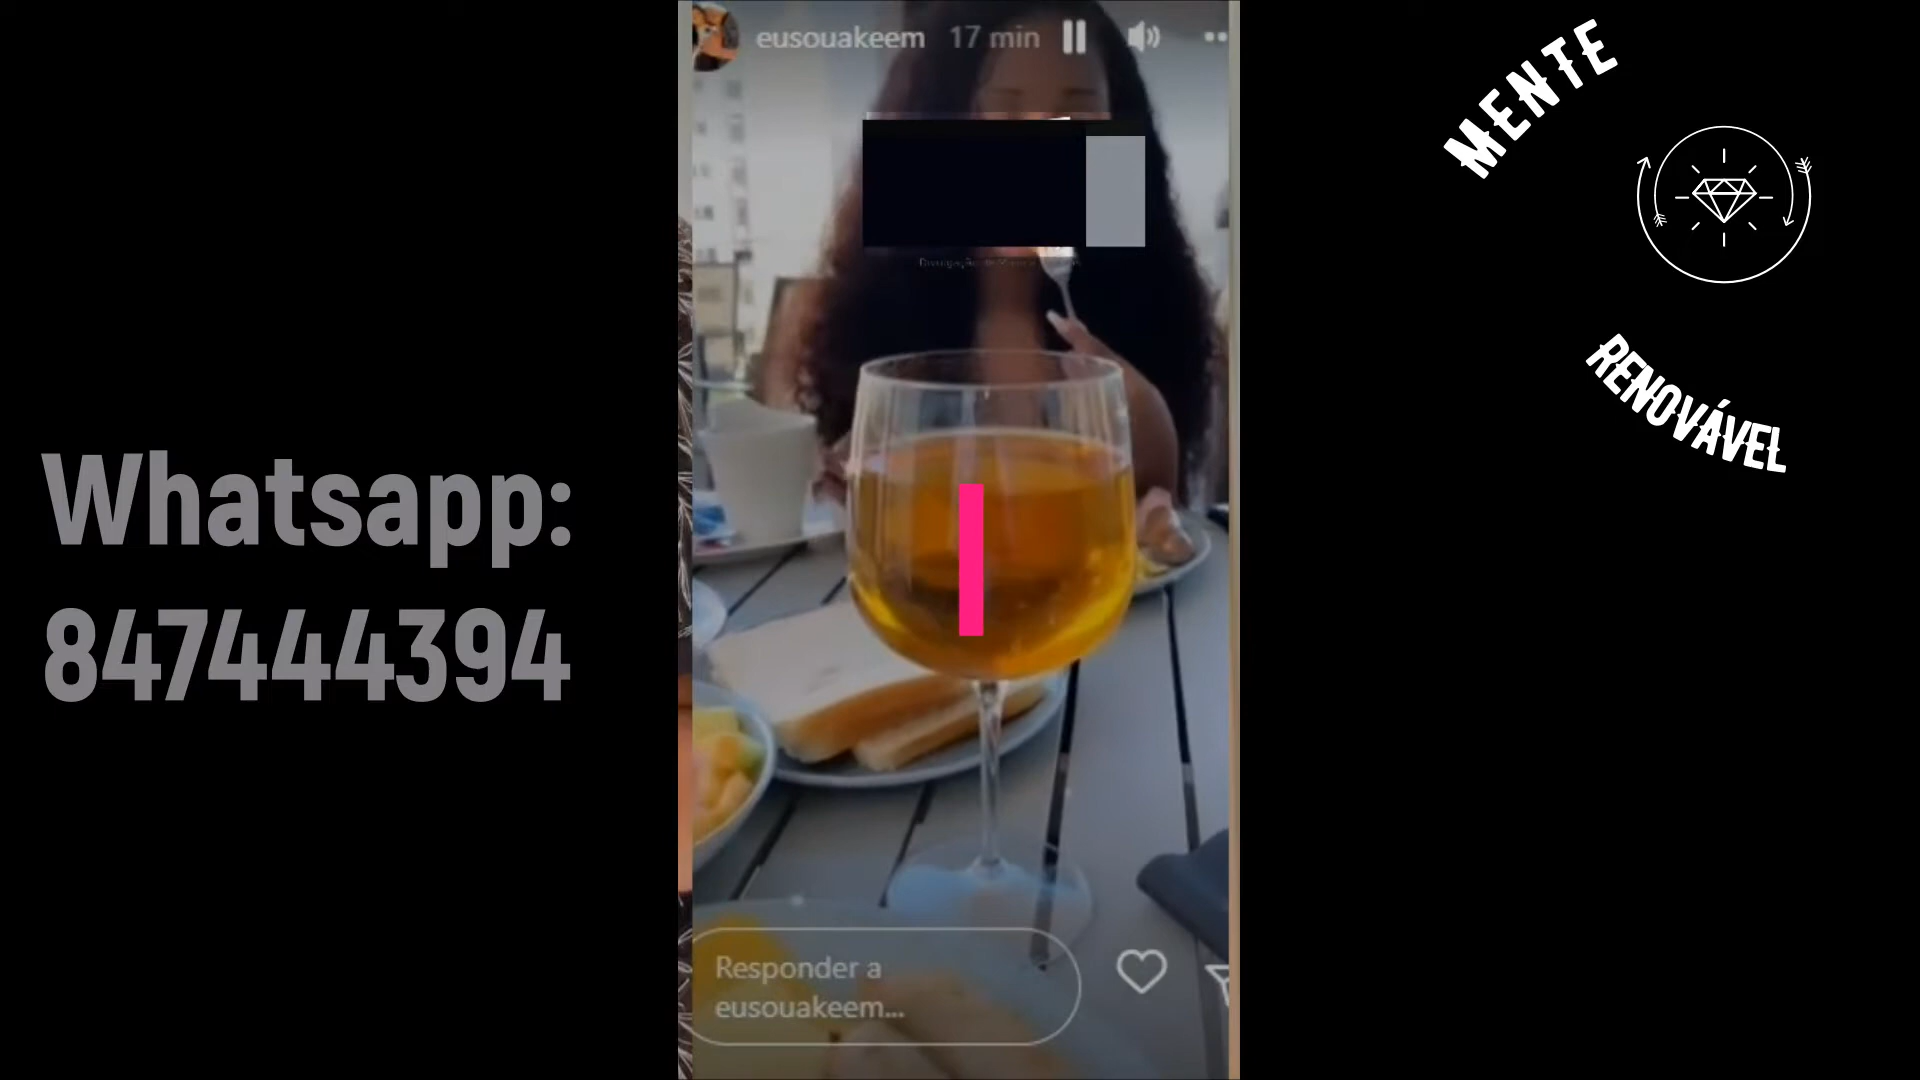 eusouakeem 17 min
MENTE
RENOVÁVEL
Whatsapp:
847444394
Responder a
eusouakeem...